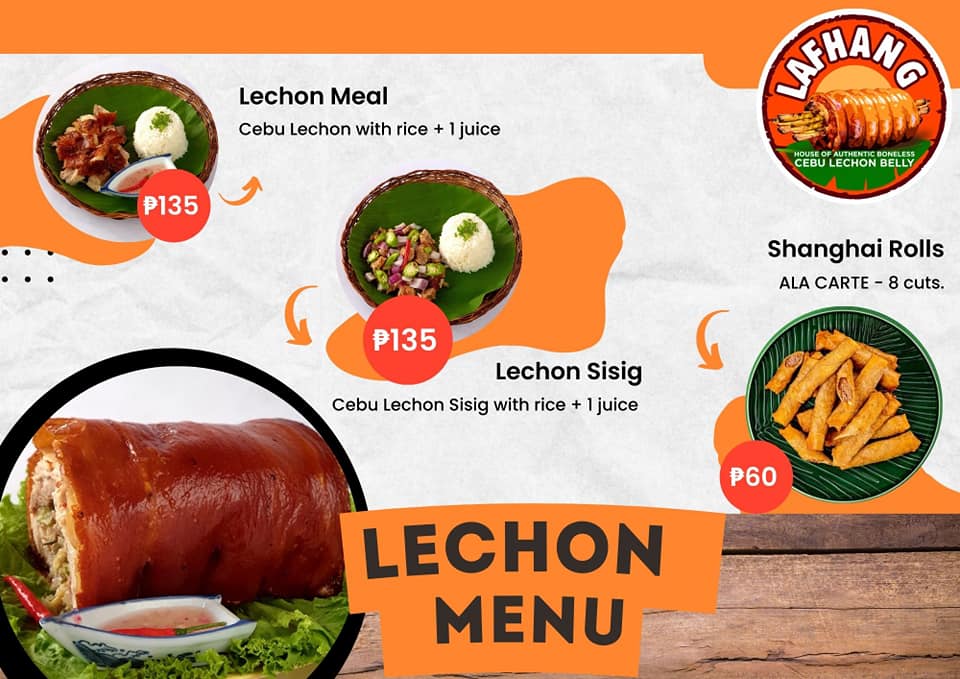 LAFHANG
HOUSE OF AUTHENTIC BONELESS
CEBU LECHON BELLY
Lechon Meal
Cebu Lechon with rice + 1 juice
₱135
₱135
Lechon Sisig
Cebu Lechon Sisig with rice + 1 juice
Shanghai Rolls
ALA CARTE - 8 cuts.
₱60
LECHON
MENU